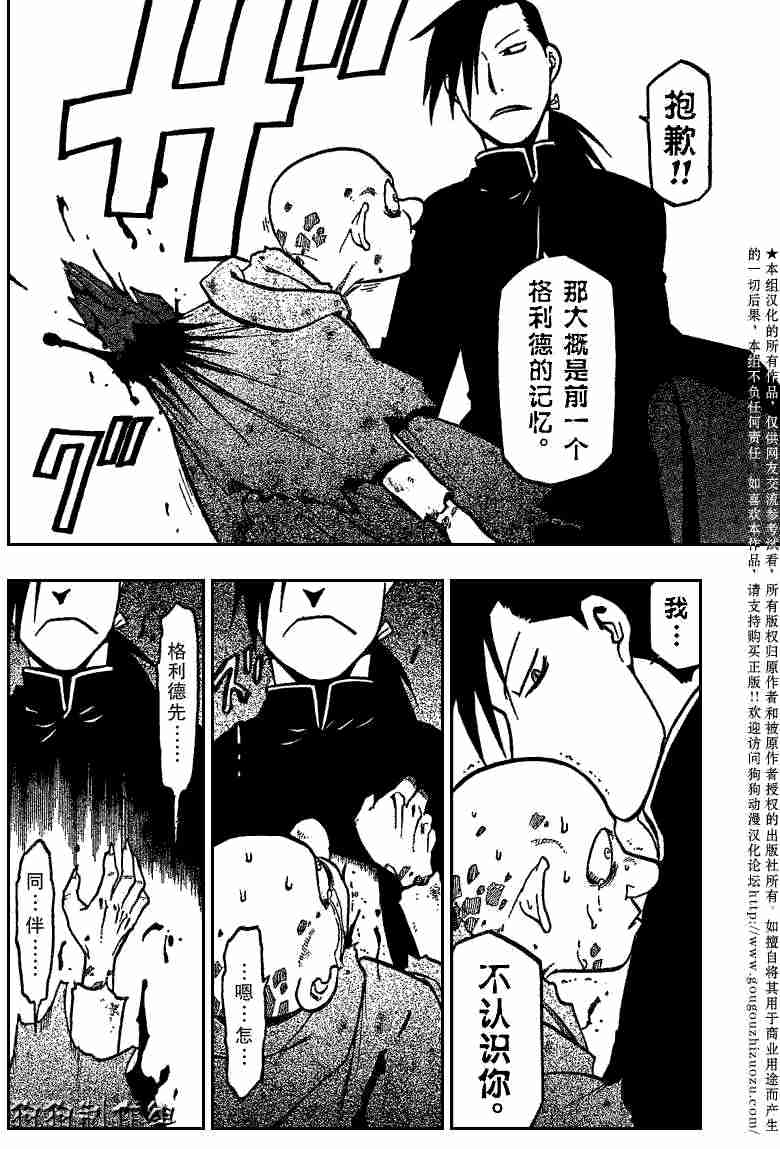 抱歉!!
那大概是前一个
格利德的记忆。
ザ
グ
我…
不认识你。
ズ…
…嗯…怎…
格利德先……
同…伴……
★本组汉化的所有作品，仅供网友交流参考试看，所有版权归原作者和被原作者授权的出版社所有。如擅自将其用于商业用途而产生
的一切后果，本组不负任何责任。如喜欢本作品，请支持购买正版!!欢迎访问狗狗动漫汉化论坛http://www.gougouzhizuozu.com/
狗狗制作组